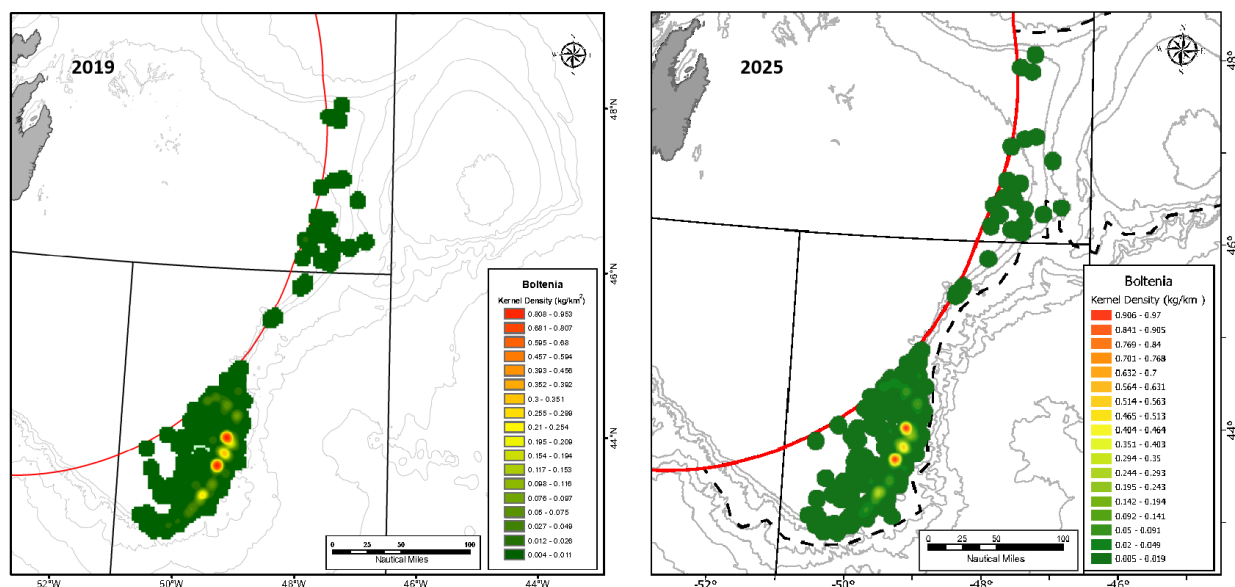 2019
48°N
46°N
44°N
Boltenia
Kernel Density (kg/km²)
0.808 - 0.953
0.681 - 0.807
0.595 - 0.68
0.457 - 0.594
0.393 - 0.456
0.352 - 0.392
0.3 - 0.351
0.255 - 0.299
0.21 - 0.254
0.195 - 0.209
0.154 - 0.194
0.117 - 0.153
0.098 - 0.116
0.076 - 0.097
0.05 - 0.075
0.027 - 0.049
0.012 - 0.026
0.004 - 0.011
0 25 50 100
Nautical Miles
52°W
50°W
48°W
46°W
44°W
2025
W E
48°N
46°N
44°N
Boltenia
Kernel Density (kg/km )
0.906 - 0.97
0.841 - 0.905
0.769 - 0.84
0.701 - 0.768
0.632 - 0.7
0.564 - 0.631
0.514 - 0.563
0.465 - 0.513
0.404 - 0.464
0.351 - 0.403
0.294 - 0.35
0.244 - 0.293
0.195 - 0.243
0.142 - 0.194
0.092 - 0.141
0.05 - 0.091
0.02 - 0.049
0.005 - 0.019
0 25 50 100
Nautical Miles
-52°
-50°
-48°
-46°